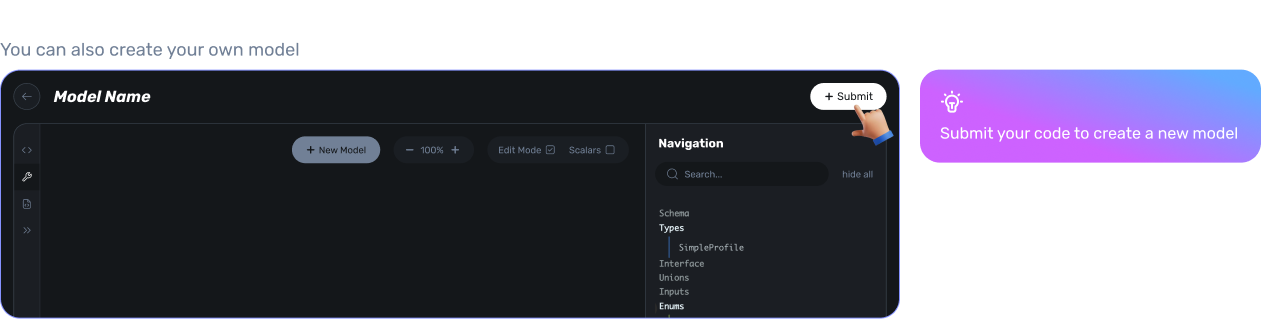 You can also create your own model
Model Name
+ Submit
Submit your code to create a new model
+ New Model
− 100% +
Edit Mode
Scalars
Navigation
Search...
hide all
Schema
Types
SimpleProfile
Interface
Unions
Inputs
Enums